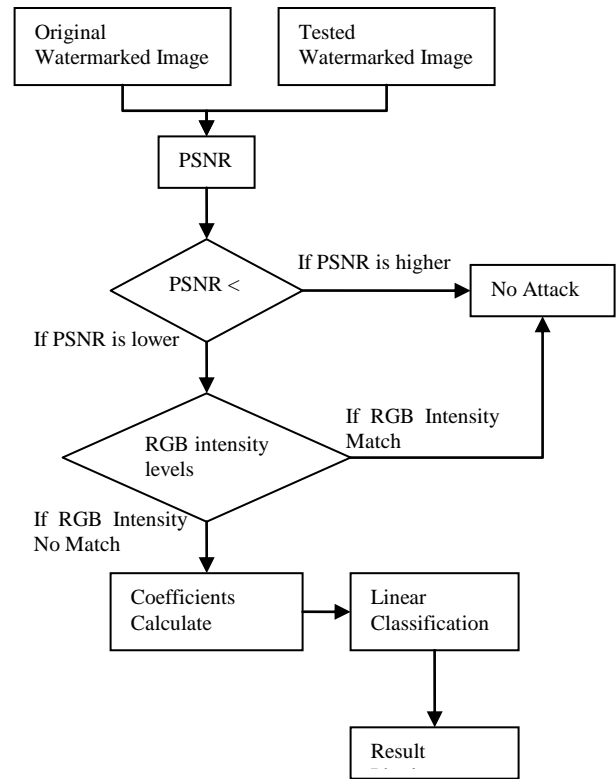 Original
Watermarked Image
Tested
Watermarked Image
PSNR
PSNR <
If PSNR is higher
No Attack
If PSNR is lower
RGB intensity
levels
If RGB Intensity
Match
If RGB Intensity
No Match
Coefficients
Calculate
Linear
Classification
Result